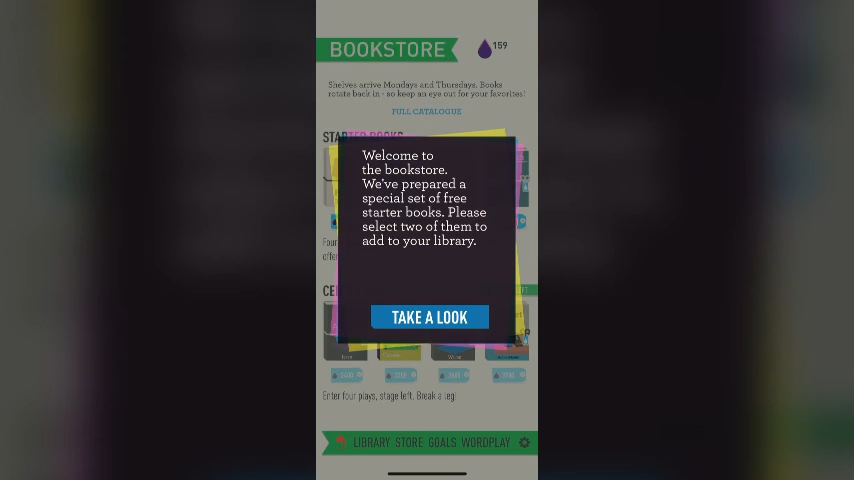 BOOKSTORE
159
Shelves arrive Mondays and Thursdays. Books
rotate back in - so keep an eye out for your favorites!
FULL CATALOGUE
STARTER BOOKS
Welcome to
the bookstore.
We've prepared a
special set of free
starter books. Please
select two of them to
add to your library.
TAKE A LOOK
Enter four plays, stage left. Break a leg!
LIBRARY STORE GOALS WORDPLAY